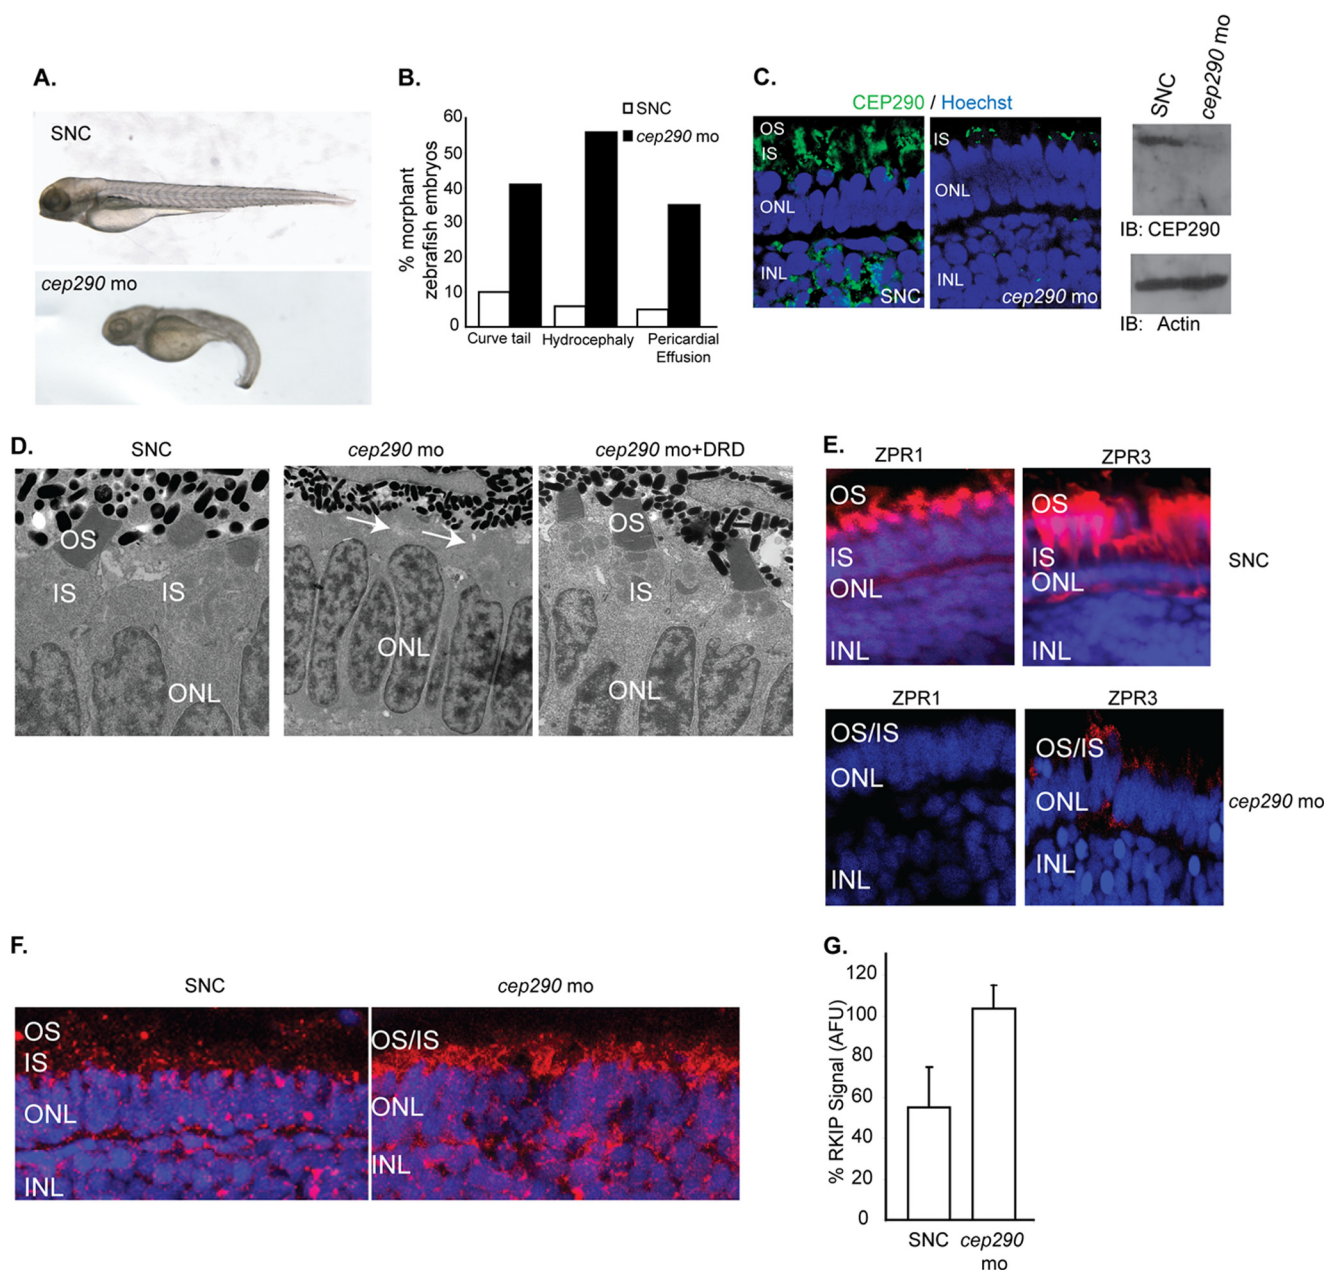 A.
SNC
cep290 mo
B.
% morphant
zebrafish embryos
60
50
40
30
20
10
0
SNC
cep290 mo
Curve tail
Hydrocephaly
Pericardial
Effusion
C.
CEP290 / Hoechst
OS
IS
ONL
INL
SNC
IS
ONL
INL
cep290 mo
SNC
cep290 mo
IB: CEP290
IB: Actin
D.
SNC
cep290 mo
cep290 mo+DRD
OS
IS
IS
ONL
ONL
OS
IS
ONL
E.
ZPR1
ZPR3
OS
IS
ONL
INL
OS
IS
ONL
INL
SNC
ZPR1
ZPR3
OS/IS
ONL
INL
OS/IS
ONL
INL
cep290 mo
F.
SNC
cep290 mo
OS
IS
ONL
INL
OS/IS
ONL
INL
G.
% RKIP Signal (AFU)
120
100
80
60
40
20
0
SNC
cep290
mo